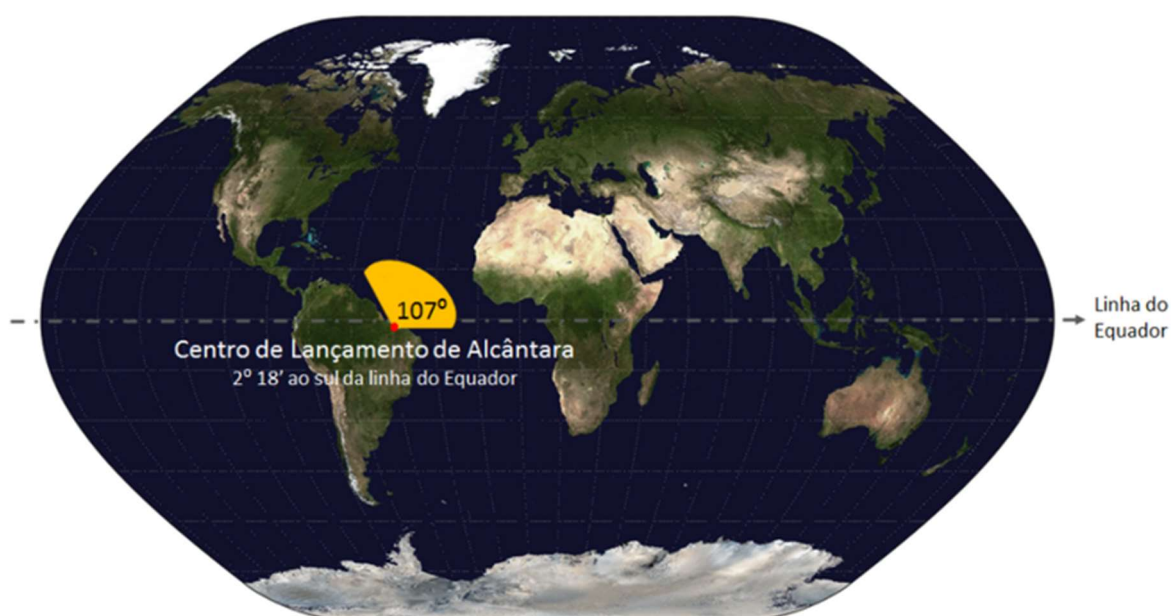 107º
Linha do
Equador
Centro de Lançamento de Alcântara
2º 18' ao sul da linha do Equador